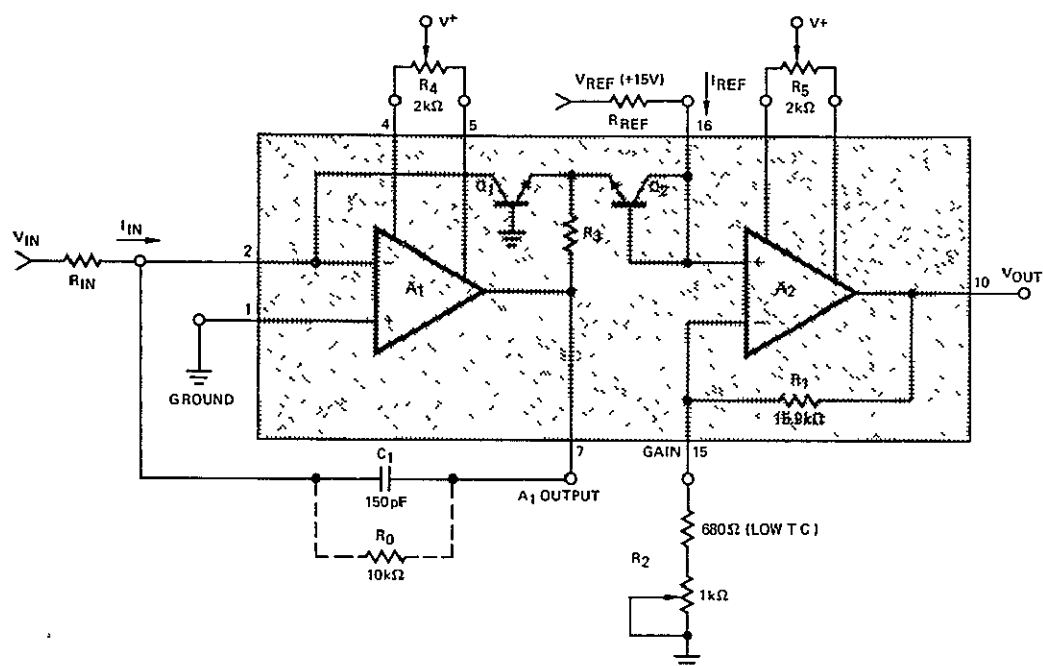 V+
V+
R4
2kΩ
R5
2kΩ
VREF (+15V)
RREF
IREF
4
5
16
Q1
Q2
R3
VIN
IIN
RIN
2
−
A1
+
1
GROUND
+
A2
−
10
VOUT
R1
15.9kΩ
7
GAIN
15
C1
150pF
A1 OUTPUT
R0
10kΩ
680Ω (LOW T C)
R2
1kΩ